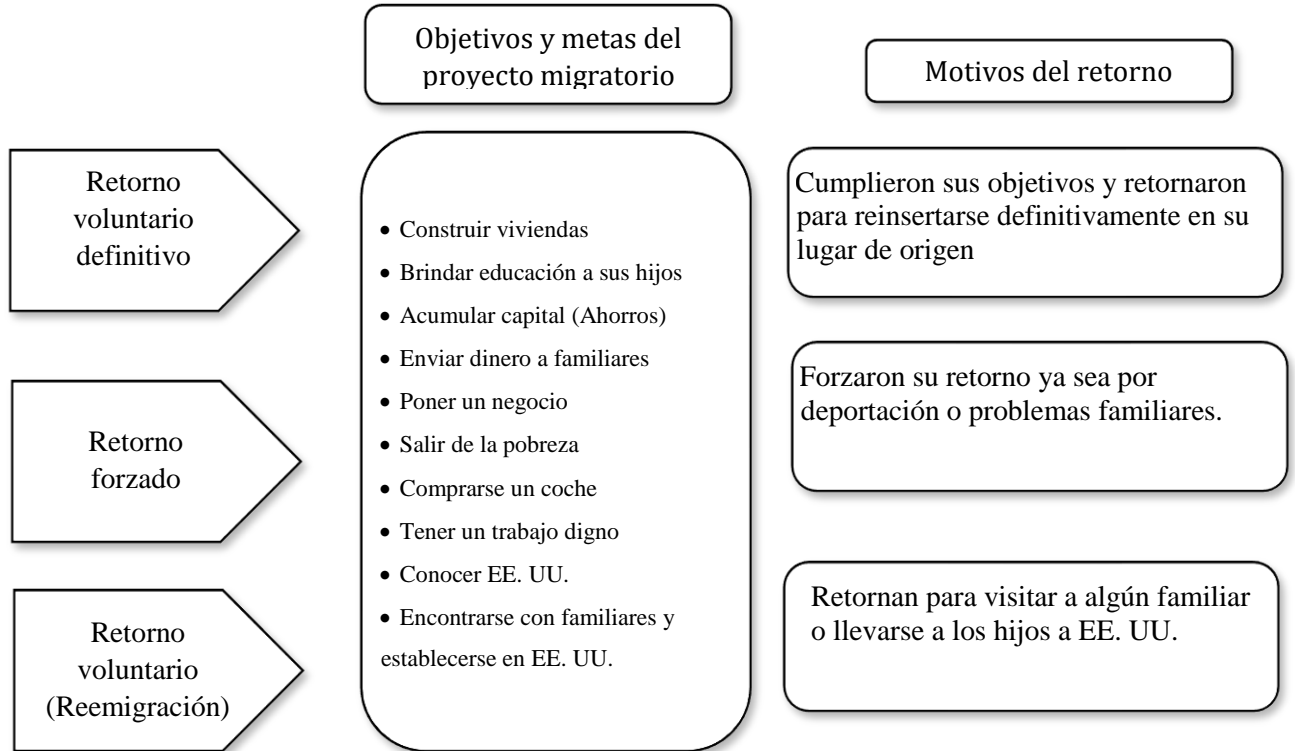 Objetivos y metas del
proyecto migratorio
Motivos del retorno
Retorno
voluntario
definitivo
Retorno
forzado
Retorno
voluntario
(Reemigración)
• Construir viviendas
• Brindar educación a sus hijos
• Acumular capital (Ahorros)
• Enviar dinero a familiares
• Poner un negocio
• Salir de la pobreza
• Comprarse un coche
• Tener un trabajo digno
• Conocer EE. UU.
• Encontrarse con familiares y
establecerse en EE. UU.
Cumplieron sus objetivos y retornaron
para reinsertarse definitivamente en su
lugar de origen
Forzaron su retorno ya sea por
deportación o problemas familiares.
Retornan para visitar a algún familiar
o llevarse a los hijos a EE. UU.